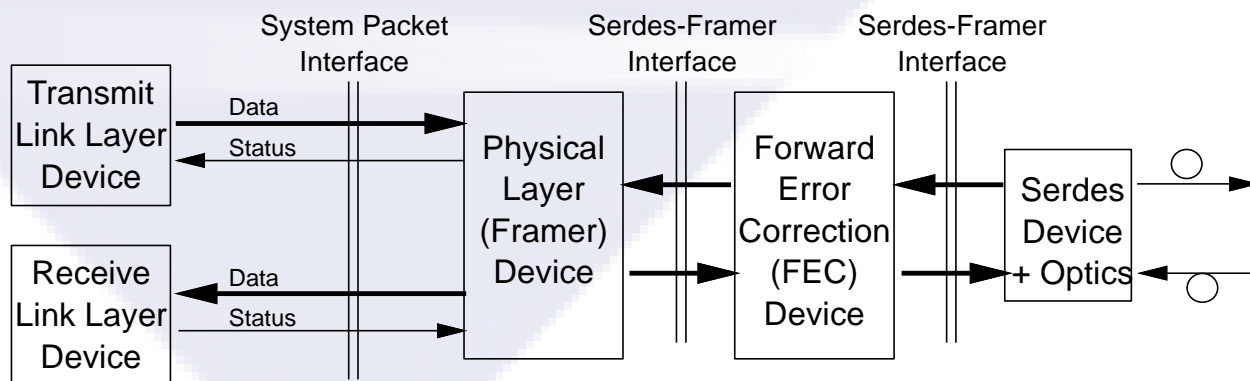 System Packet
Interface
Serdes-Framer
Interface
Serdes-Framer
Interface
Transmit
Link Layer
Device
Data
Status
Receive
Link Layer
Device
Data
Status
Physical
Layer
(Framer)
Device
Forward
Error
Correction
(FEC)
Device
Serdes
Device
+ Optics